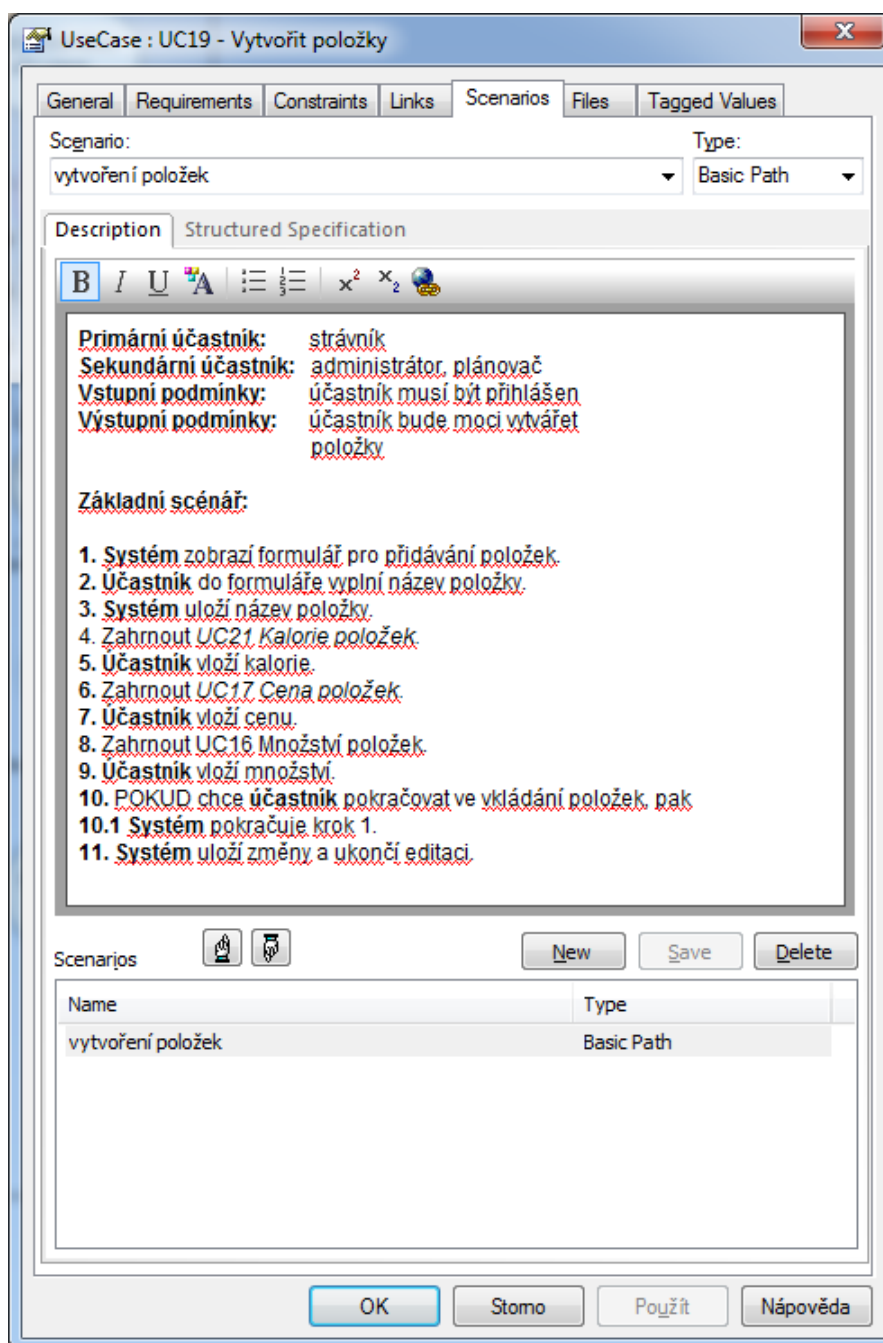 UseCase : UC19 - Vytvořit položky
General Requirements Constraints Links Scenarios Files Tagged Values
Scenario: Type:
vytvoření položek Basic Path
Description Structured Specification
B I U A x² x₂
Primární účastník: strávník
Sekundární účastník: administrátor, plánovač
Vstupní podmínky: účastník musí být přihlášen
Výstupní podmínky: účastník bude moci vytvářet
položky
Základní scénář:
1. Systém zobrazí formulář pro přidávání položek.
2. Účastník do formuláře vyplní název položky.
3. Systém uloží název položky.
4. Zahrnout UC21 Kalorie položek.
5. Účastník vloží kalorie.
6. Zahrnout UC17 Cena položek.
7. Účastník vloží cenu.
8. Zahrnout UC16 Množství položek.
9. Účastník vloží množství.
10. POKUD chce účastník pokračovat ve vkládání položek, pak
10.1 Systém pokračuje krok 1.
11. Systém uloží změny a ukončí editaci.
Scenarios New Save Delete
Name Type
vytvoření položek Basic Path
OK Storno Použít Nápověda